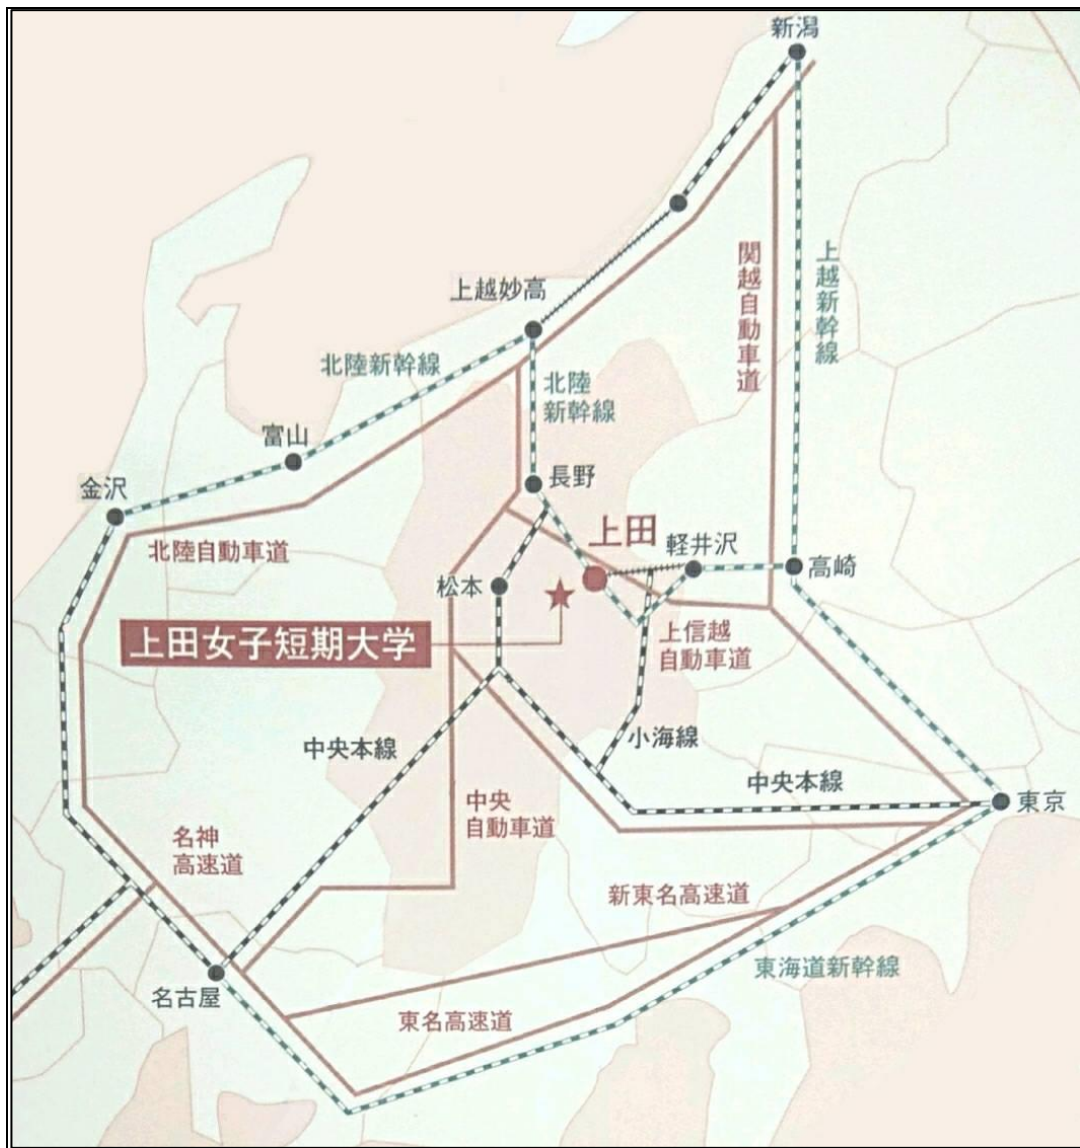 新潟
関越自動車道
上越新幹線
上越妙高
北陸新幹線
北陸
新幹線
富山
金沢
長野
北陸自動車道
上田
軽井沢
高崎
松本
上田女子短期大学
上信越
自動車道
中央本線
小海線
中央本線
東京
中央
自動車道
名神
高速道
新東名高速道
東海道新幹線
名古屋
東名高速道